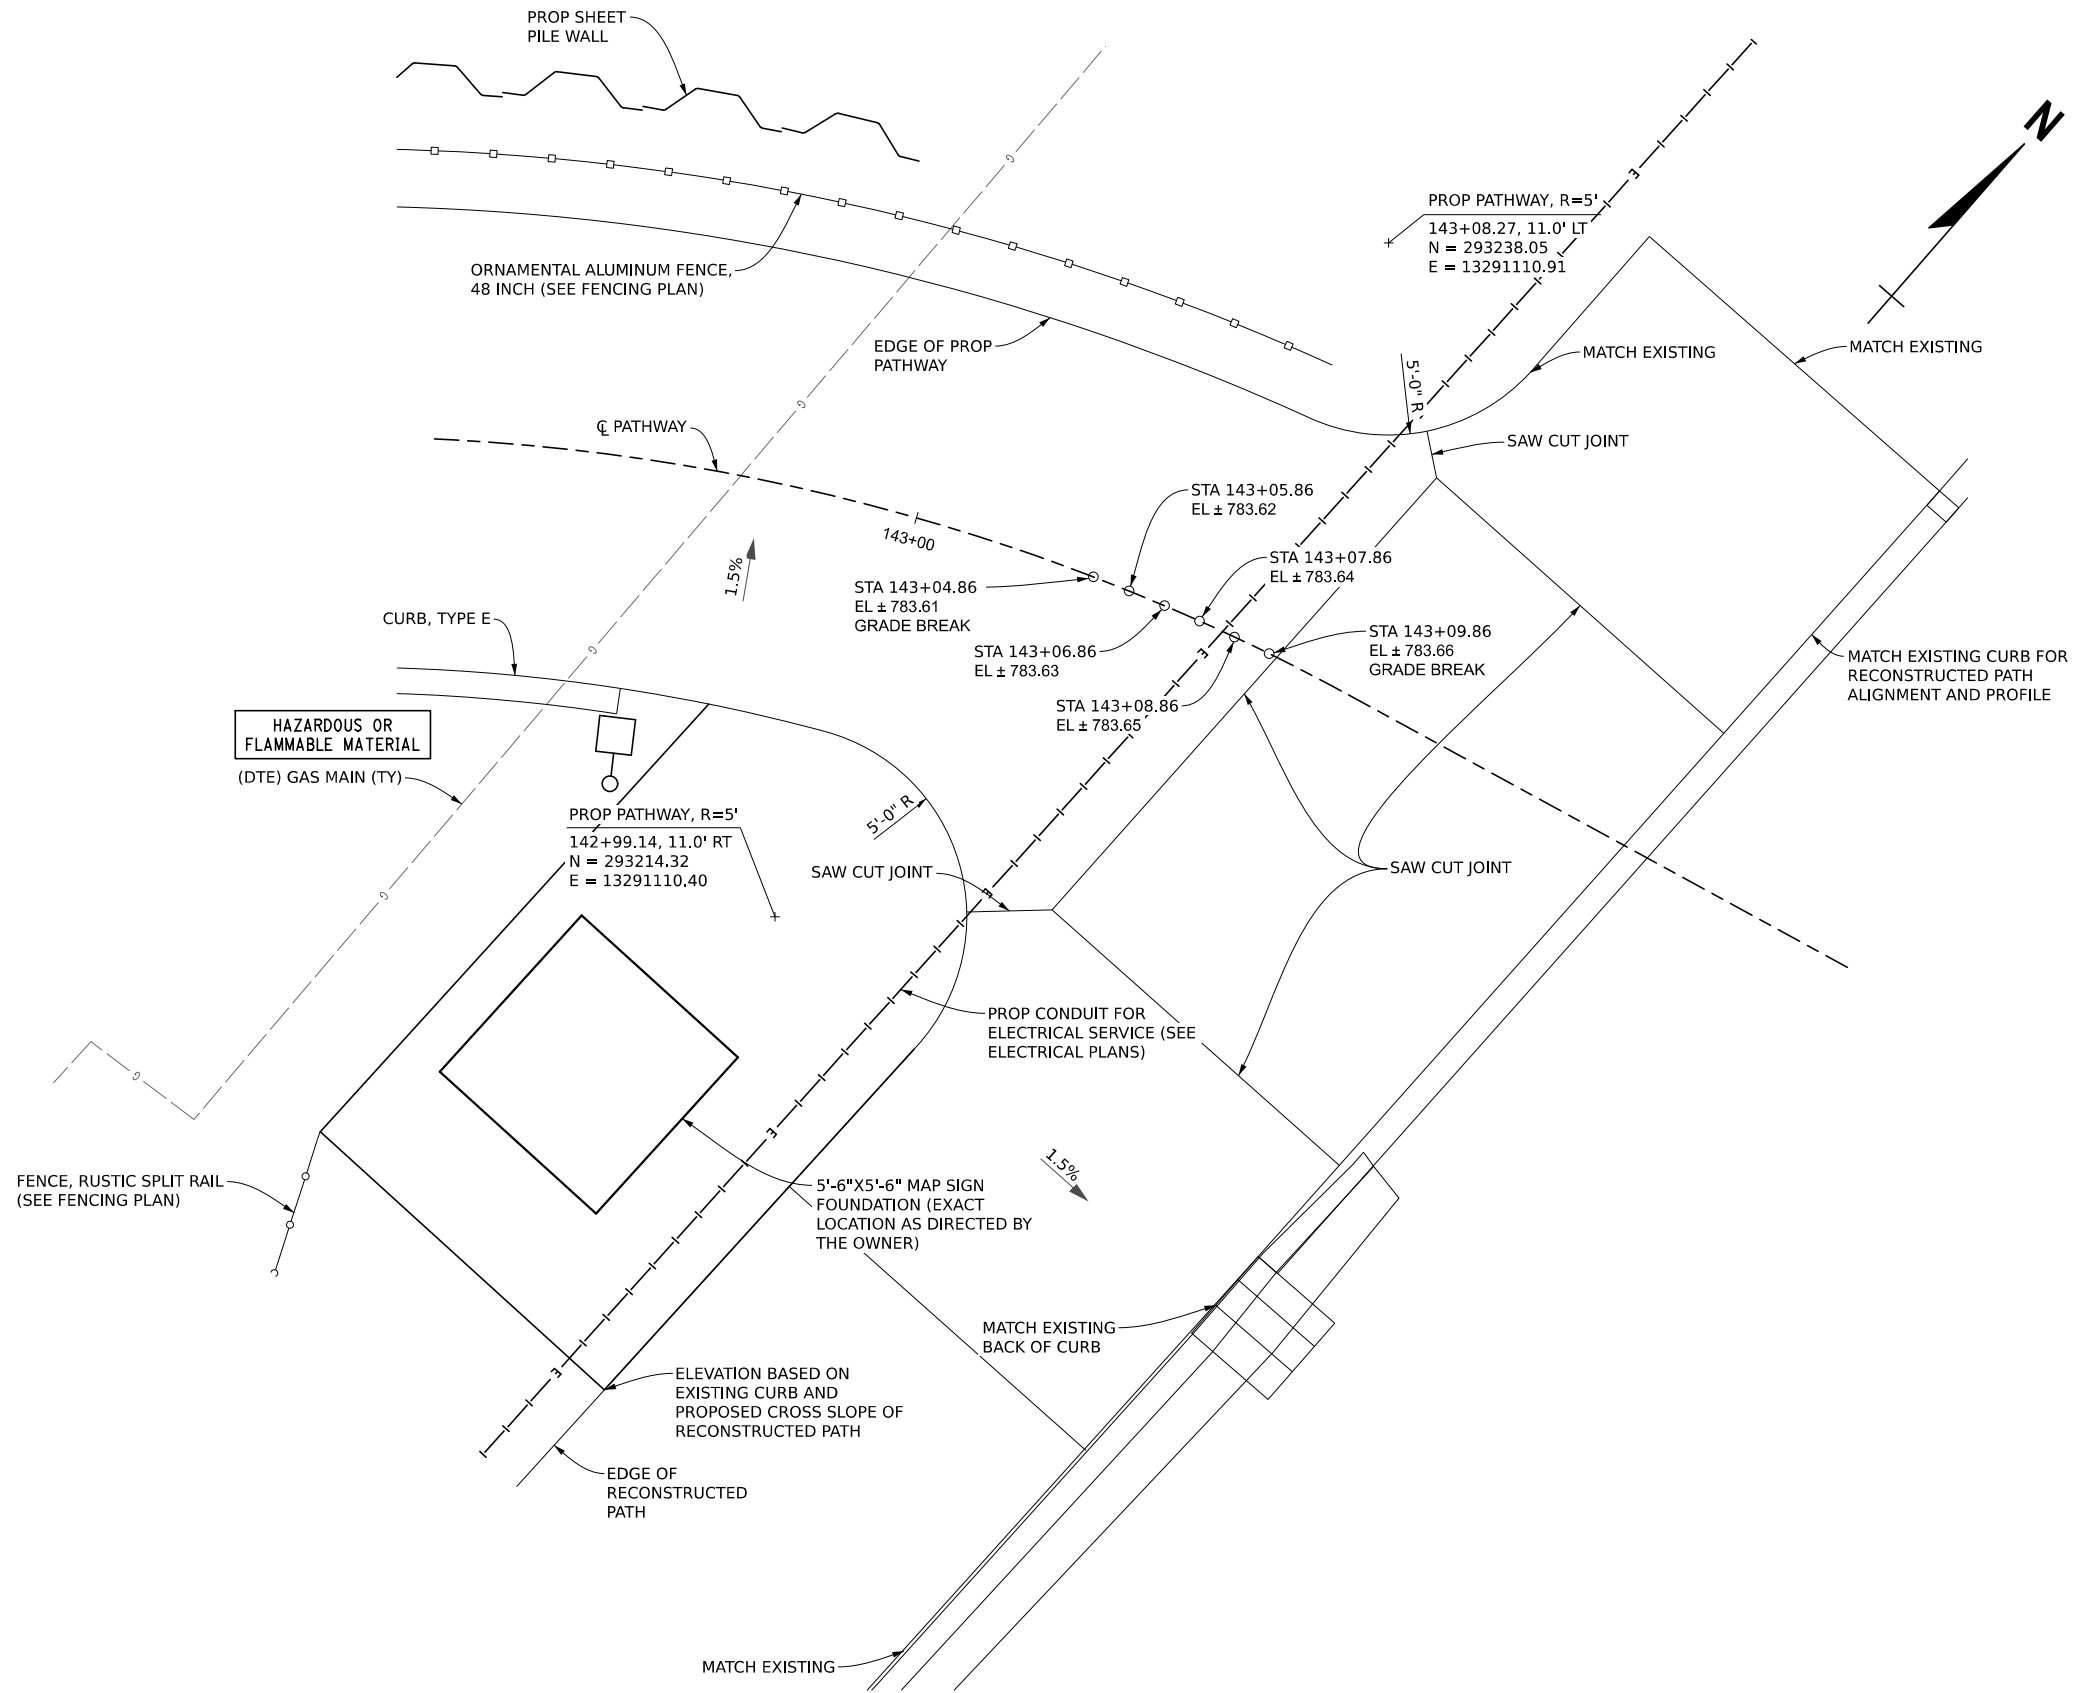 PROP SHEET
PILE WALL
N
G
E
PROP PATHWAY, R=5'
143+08.27, 11.0' LT
N = 293238.05
E = 13291110.91
ORNAMENTAL ALUMINUM FENCE,
48 INCH (SEE FENCING PLAN)
EDGE OF PROP
PATHWAY
MATCH EXISTING
MATCH EXISTING
5'-0" R
G
℄ PATHWAY
SAW CUT JOINT
STA 143+05.86
EL ± 783.62
143+00
STA 143+07.86
EL ± 783.64
1.5%
STA 143+04.86
EL ± 783.61
GRADE BREAK
CURB, TYPE E
STA 143+09.86
EL ± 783.66
GRADE BREAK
STA 143+06.86
EL ± 783.63
G
E
MATCH EXISTING CURB FOR
RECONSTRUCTED PATH
ALIGNMENT AND PROFILE
STA 143+08.86
EL ± 783.65
HAZARDOUS OR
FLAMMABLE MATERIAL
(DTE) GAS MAIN (TY)
PROP PATHWAY, R=5'
142+99.14, 11.0' RT
N = 293214.32
E = 13291110.40
5'-0" R
SAW CUT JOINT
SAW CUT JOINT
G
E
PROP CONDUIT FOR
ELECTRICAL SERVICE (SEE
ELECTRICAL PLANS)
G
E
1.5%
FENCE, RUSTIC SPLIT RAIL
(SEE FENCING PLAN)
5'-6"X5'-6" MAP SIGN
FOUNDATION (EXACT
LOCATION AS DIRECTED BY
THE OWNER)
MATCH EXISTING
BACK OF CURB
E
ELEVATION BASED ON
EXISTING CURB AND
PROPOSED CROSS SLOPE OF
RECONSTRUCTED PATH
EDGE OF
RECONSTRUCTED
PATH
MATCH EXISTING